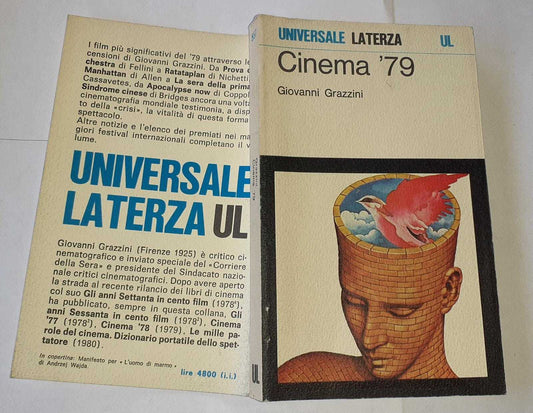 I film più significativi del '79 attraverso le
censioni di Giovanni Grazzini. Da Prova
chestra di Fellini a Ratataplan di Nichetti
Manhattan di Allen a La sera della prima
Cassavetes, da Apocalypse now di Coppol
Sindrome cinese di Bridges ancora una volta
cinematografia mondiale testimonia, a disp
to della «crisi», la vitalità di questa forma
spettacolo.
Altre notizie e l'elenco dei premiati nei ma
giori festival internazionali completano il v
lume.
UNIVERSALE
LATERZA UL
Giovanni Grazzini (Firenze 1925) è critico ci-
nematografico e inviato speciale del «Corriere
della Sera» e presidente del Sindacato nazio-
nale critici cinematografici. Dopo avere aperto
la strada al recente rilancio dei libri di cinema
col suo Gli anni Settanta in cento film (1978²),
ha pubblicato, sempre in questa collana, Gli
anni Sessanta in cento film (1978²), Cinema
'77 (1978²), Cinema '78 (1979), Le mille pa-
role del cinema. Dizionario portatile dello spet-
tatore (1980).
In copertina: Manifesto per « L'uomo di marmo »
di Andrzej Wajda.
lire 4800 (i.i.)
UL
UNIVERSALE LATERZA UL
Cinema '79
Giovanni Grazzini